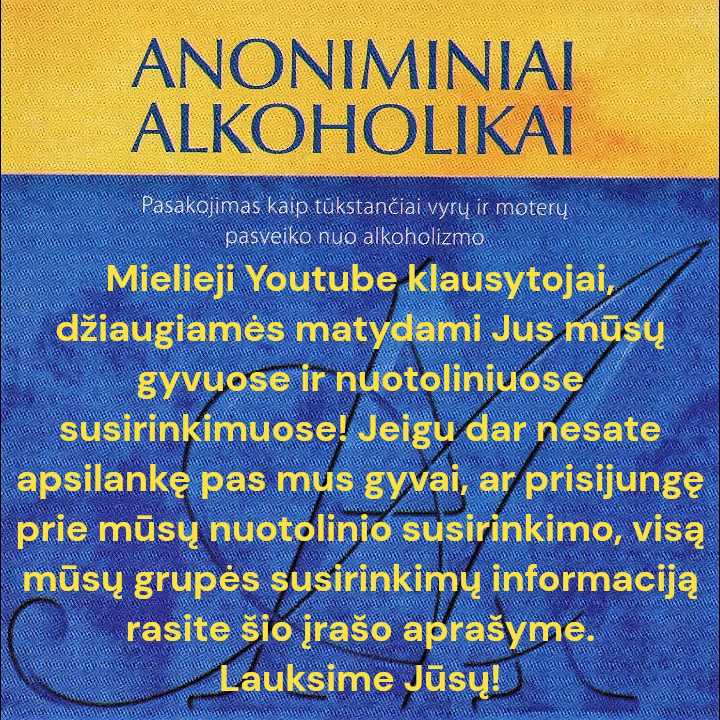 ANONIMINIAI
ALKOHOLIKAI
Pasakojimas kaip tūkstančiai vyrų ir moterų
pasveiko nuo alkoholizmo
Mielieji Youtube klausytojai,
džiaugiamės matydami Jus mūsų
gyvuose ir nuotoliniuose
susirinkimuose! Jeigu dar nesate
apsilankę pas mus gyvai, ar prisijungę
prie mūsų nuotolinio susirinkimo, visą
mūsų grupės susirinkimų informaciją
rasite šio įrašo aprašyme.
Lauksime Jūsų!